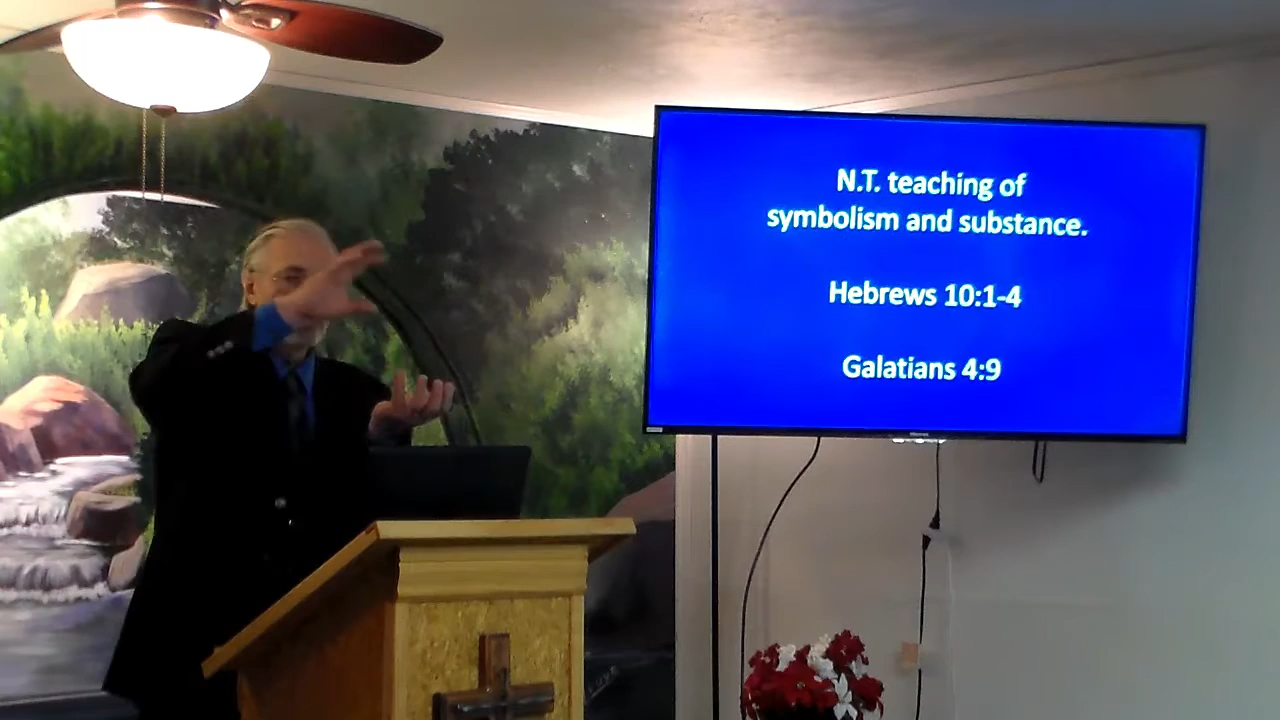 N.T. teaching of
symbolism and substance.
Hebrews 10:1-4
Galatians 4:9